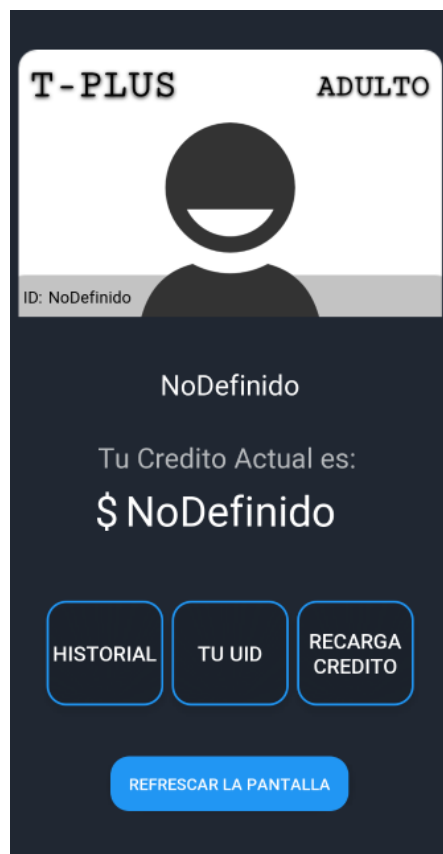 T-PLUS ADULTO
ID: NoDefinido
NoDefinido
Tu Credito Actual es:
$ NoDefinido
HISTORIAL
TU UID
RECARGA
CREDITO
REFRESCAR LA PANTALLA